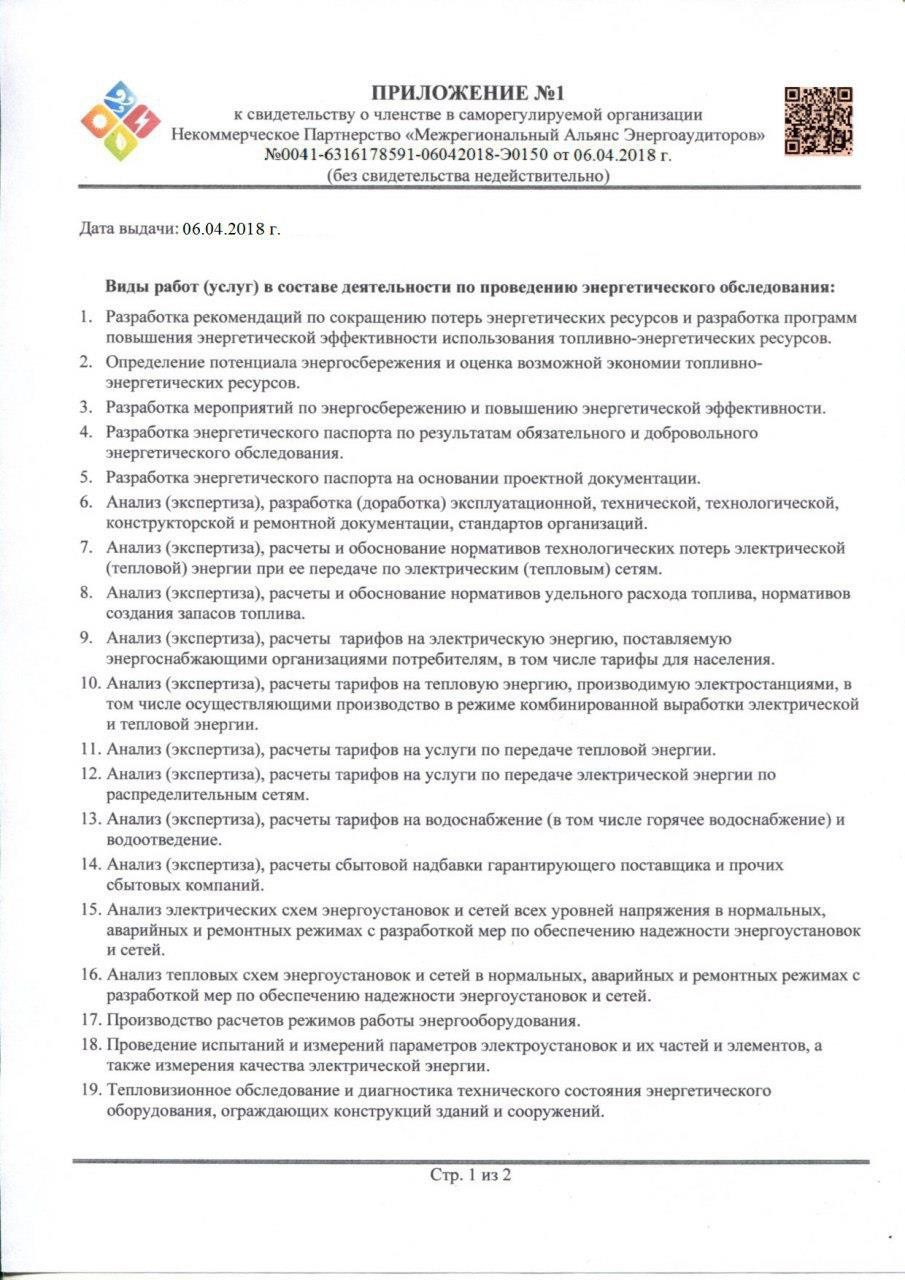 ПРИЛОЖЕНИЕ №1
к свидетельству о членстве в саморегулируемой организации
Некоммерческое Партнерство «Межрегиональный Альянс Энергоаудиторов»
№0041-6316178591-06042018-Э0150 от 06.04.2018 г.
(без свидетельства недействительно)
Дата выдачи: 06.04.2018 г.
Виды работ (услуг) в составе деятельности по проведению энергетического обследования:
1. Разработка рекомендаций по сокращению потерь энергетических ресурсов и разработка программ
повышения энергетической эффективности использования топливно-энергетических ресурсов.
2. Определение потенциала энергосбережения и оценка возможной экономии топливно-
энергетических ресурсов.
3. Разработка мероприятий по энергосбережению и повышению энергетической эффективности.
4. Разработка энергетического паспорта по результатам обязательного и добровольного
энергетического обследования.
5. Разработка энергетического паспорта на основании проектной документации.
6. Анализ (экспертиза), разработка (доработка) эксплуатационной, технической, технологической,
конструкторской и ремонтной документации, стандартов организаций.
7. Анализ (экспертиза), расчеты и обоснование нормативов технологических потерь электрической
(тепловой) энергии при ее передаче по электрическим (тепловым) сетям.
8. Анализ (экспертиза), расчеты и обоснование нормативов удельного расхода топлива, нормативов
создания запасов топлива.
9. Анализ (экспертиза), расчеты тарифов на электрическую энергию, поставляемую
энергоснабжающими организациями потребителям, в том числе тарифы для населения.
10. Анализ (экспертиза), расчеты тарифов на тепловую энергию, производимую электростанциями, в
том числе осуществляющими производство в режиме комбинированной выработки электрической
и тепловой энергии.
11. Анализ (экспертиза), расчеты тарифов на услуги по передаче тепловой энергии.
12. Анализ (экспертиза), расчеты тарифов на услуги по передаче электрической энергии по
распределительным сетям.
13. Анализ (экспертиза), расчеты тарифов на водоснабжение (в том числе горячее водоснабжение) и
водоотведение.
14. Анализ (экспертиза), расчеты сбытовой надбавки гарантирующего поставщика и прочих
сбытовых компаний.
15. Анализ электрических схем энергоустановок и сетей всех уровней напряжения в нормальных,
аварийных и ремонтных режимах с разработкой мер по обеспечению надежности энергоустановок
и сетей.
16. Анализ тепловых схем энергоустановок и сетей в нормальных, аварийных и ремонтных режимах с
разработкой мер по обеспечению надежности энергоустановок и сетей.
17. Производство расчетов режимов работы энергооборудования.
18. Проведение испытаний и измерений параметров электроустановок и их частей и элементов, а
также измерения качества электрической энергии.
19. Тепловизионное обследование и диагностика технического состояния энергетического
оборудования, ограждающих конструкций зданий и сооружений.
Стр. 1 из 2